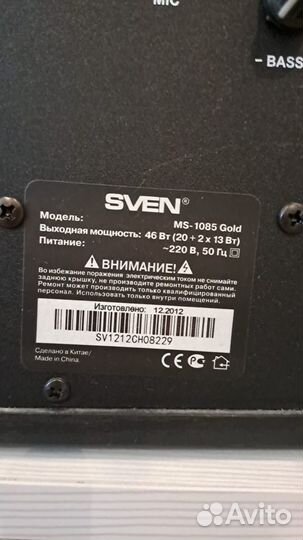 MIC
- BASS
SVEN®
Модель: MS-1085 Gold
Выходная мощность: 46 Вт (20 + 2 x 13 Вт)
Питание: ~220 В, 50 Гц
ВНИМАНИЕ!
Во избежание поражения электрическим током не снимайте
заднюю крышку, не производите ремонтных работ сами.
Ремонт может производить только квалифицированный
персонал. Использовать только внутри помещений.
Изготовлено: 12.2012
SV1212CH08229
Сделано в Китае/
Made in China.
CE
Avito